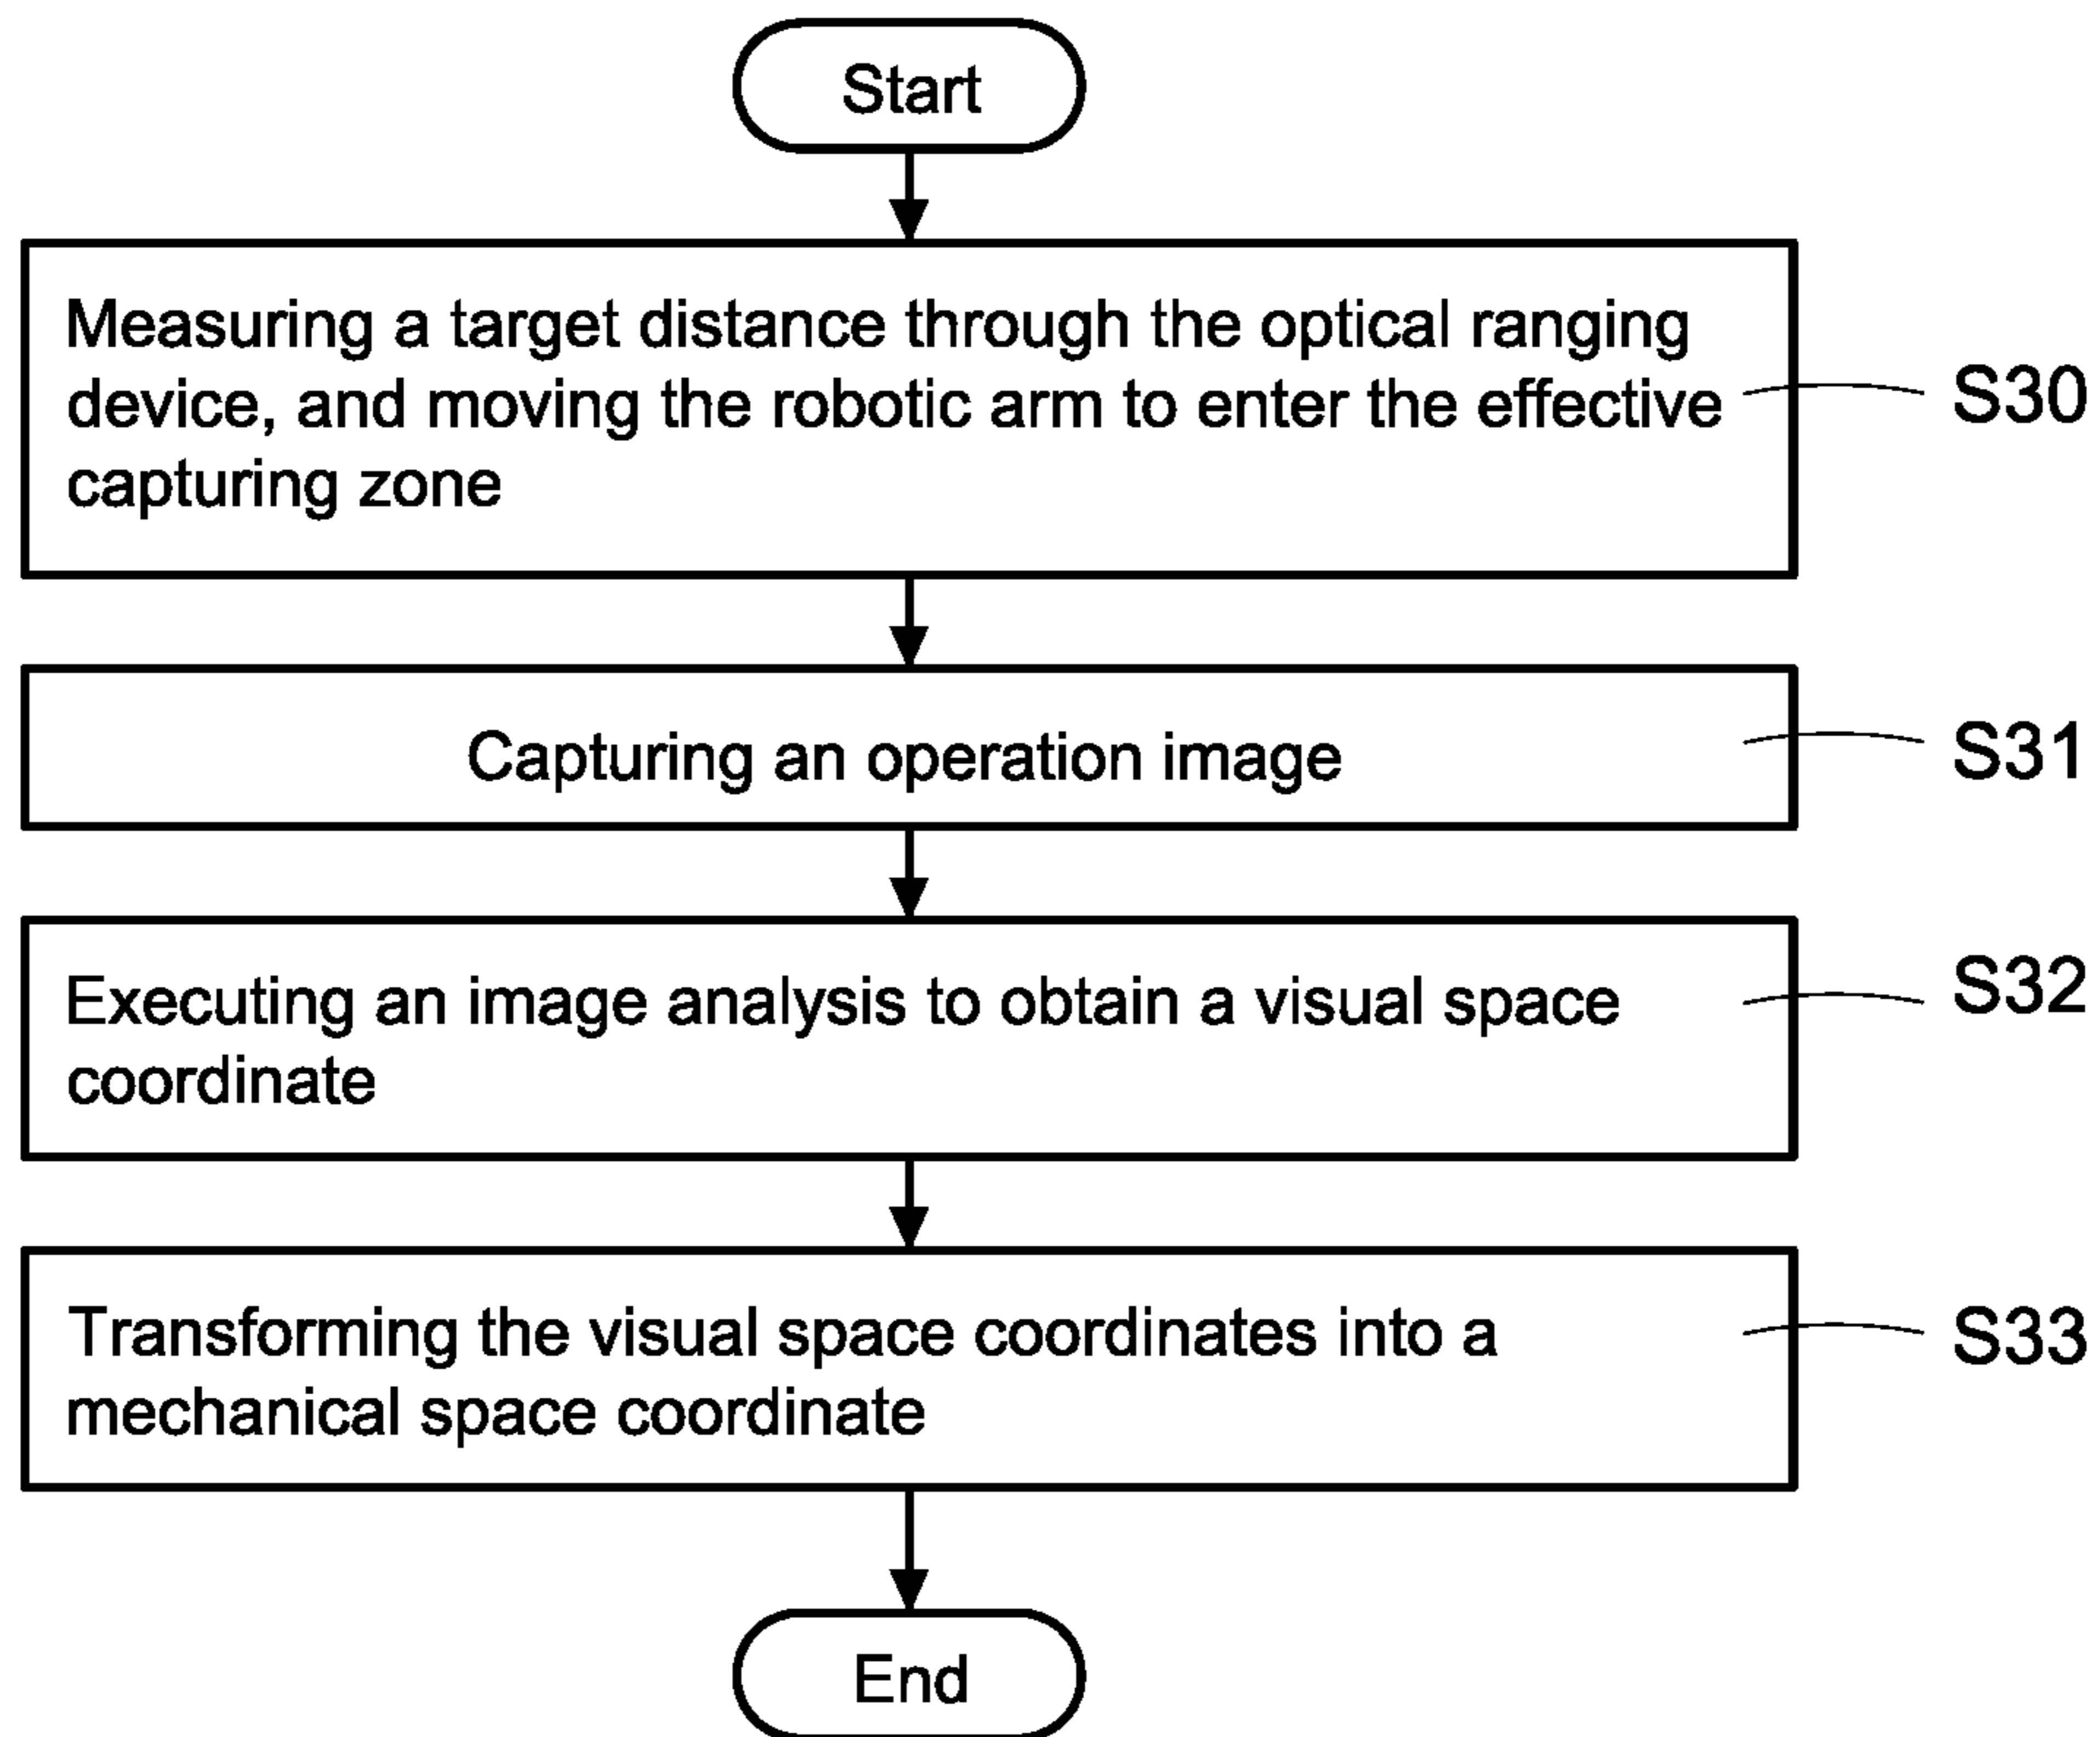 Start
Measuring a target distance through the optical ranging
device, and moving the robotic arm to enter the effective
capturing zone
S30
Capturing an operation image
S31
Executing an image analysis to obtain a visual space
coordinate
S32
Transforming the visual space coordinates into a
mechanical space coordinate
S33
End